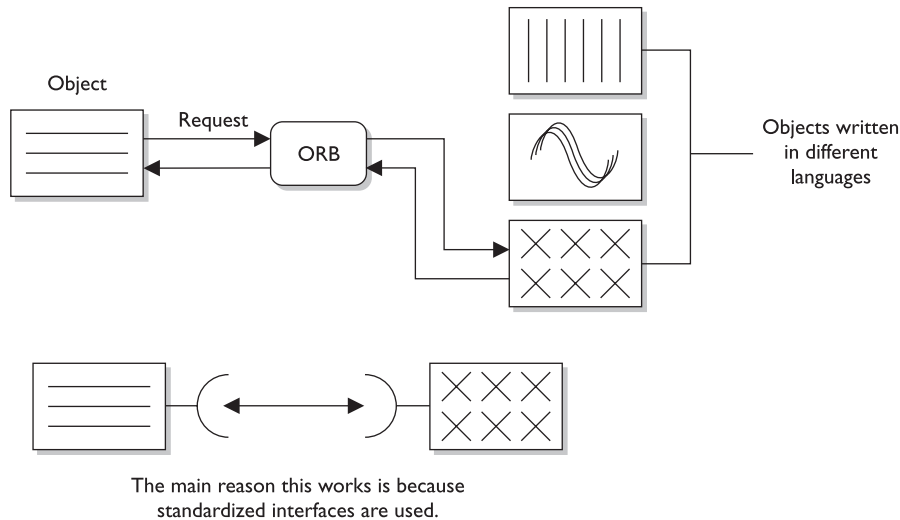 Object
Request
ORB
Objects written
in different
languages
The main reason this works is because
standardized interfaces are used.